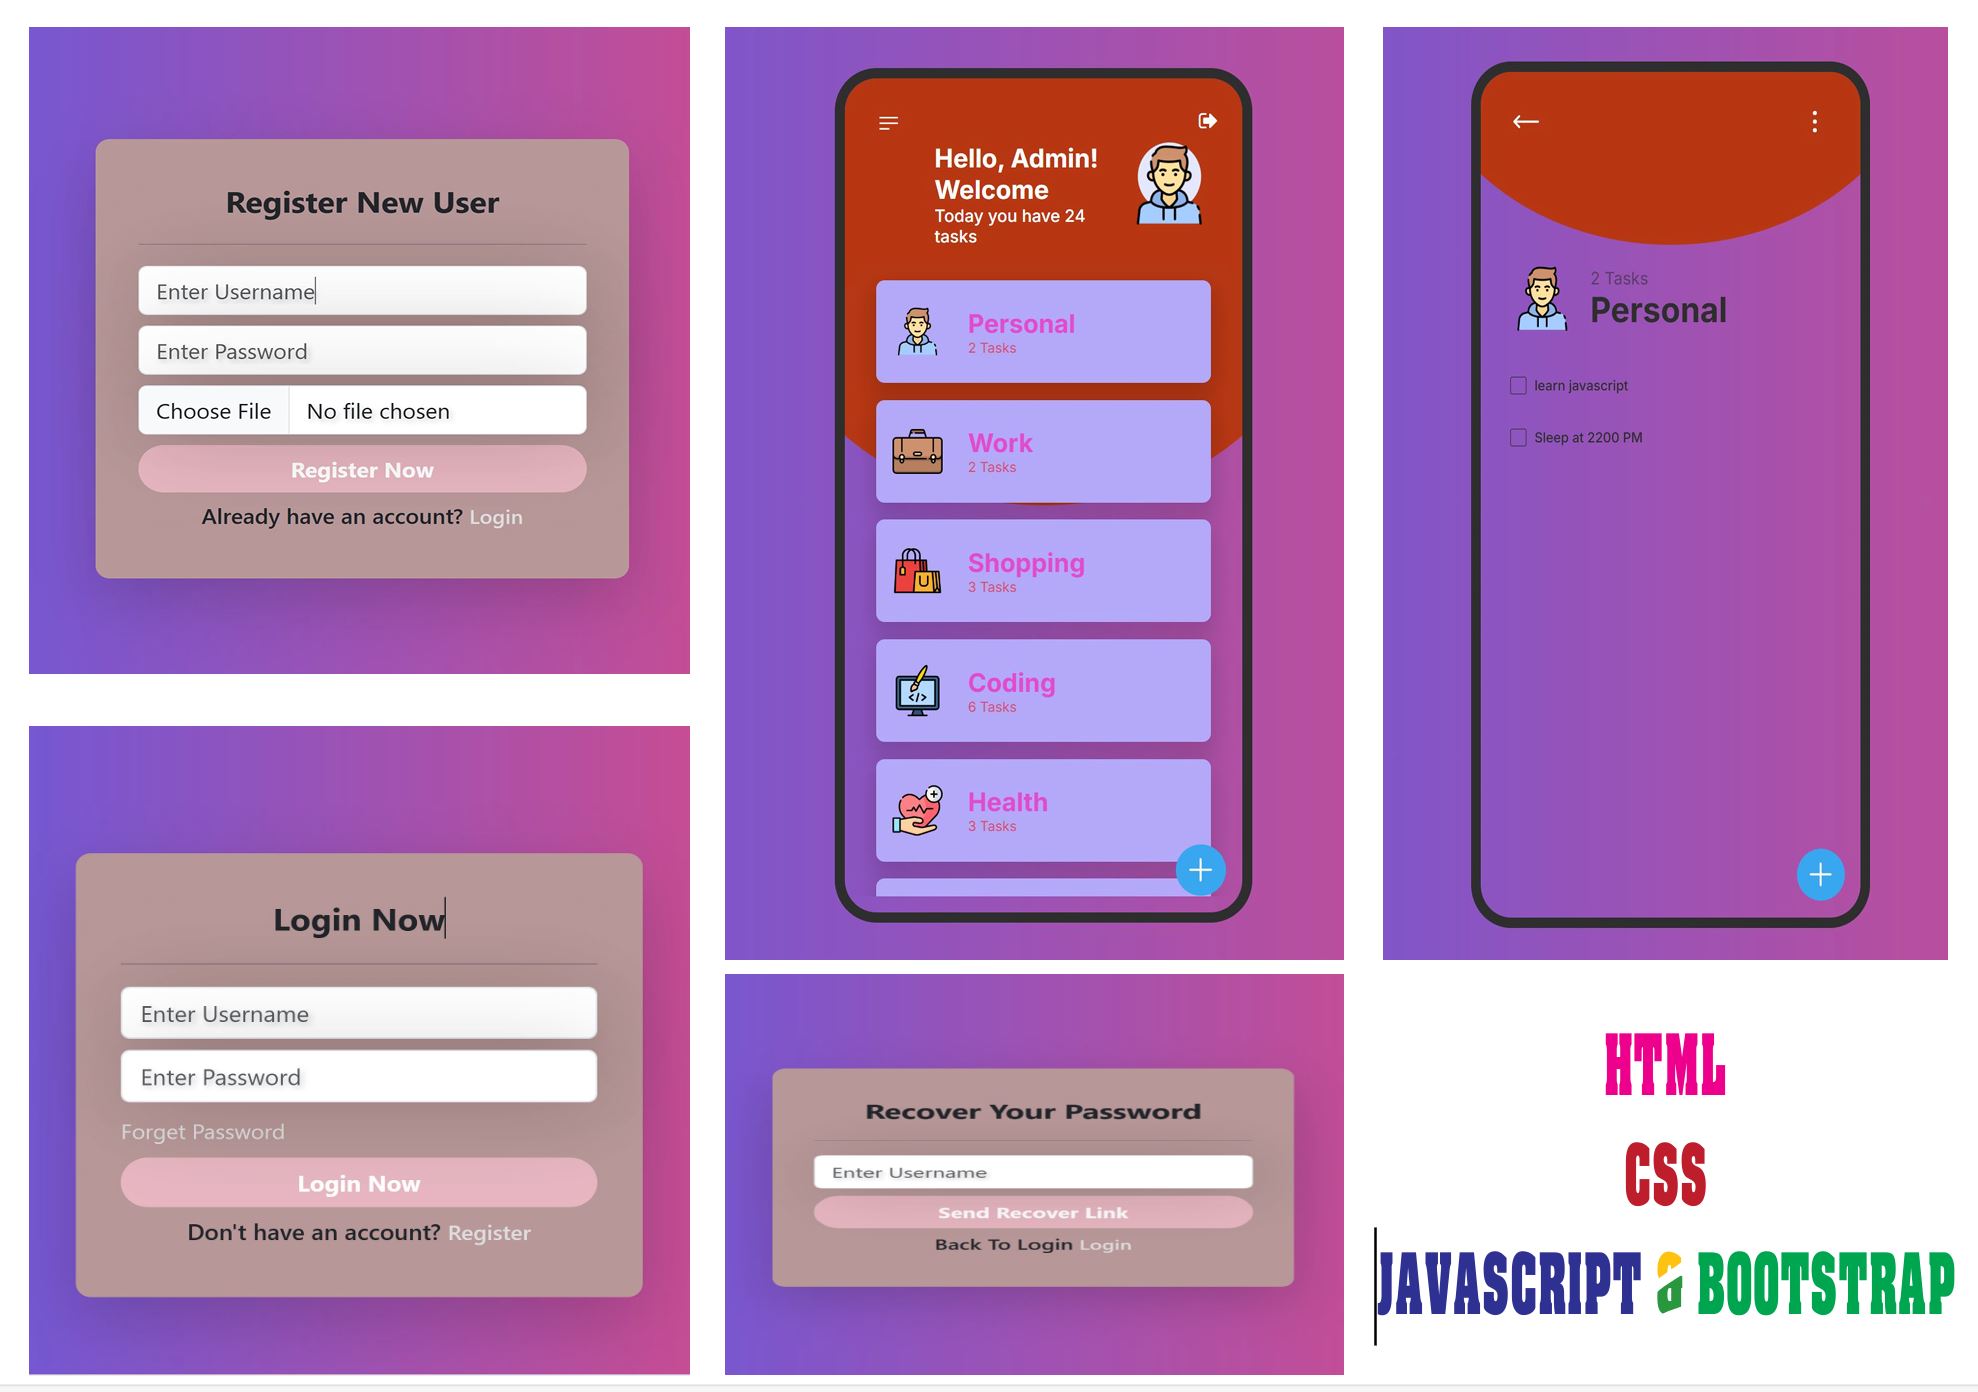 Register New User
Enter Username
Enter Password
Choose File No file chosen
Register Now
Already have an account? Login
Login Now
Enter Username
Enter Password
Forget Password
Login Now
Don't have an account? Register
Hello, Admin!
Welcome
Today you have 24
tasks
Personal
2 Tasks
Work
2 Tasks
Shopping
3 Tasks
Coding
6 Tasks
Health
3 Tasks
Recover Your Password
Enter Username
Send Recover Link
Back To Login Login
2 Tasks
Personal
learn javascript
Sleep at 2200 PM
HTML
CSS
JAVASCRIPT & BOOTSTRAP